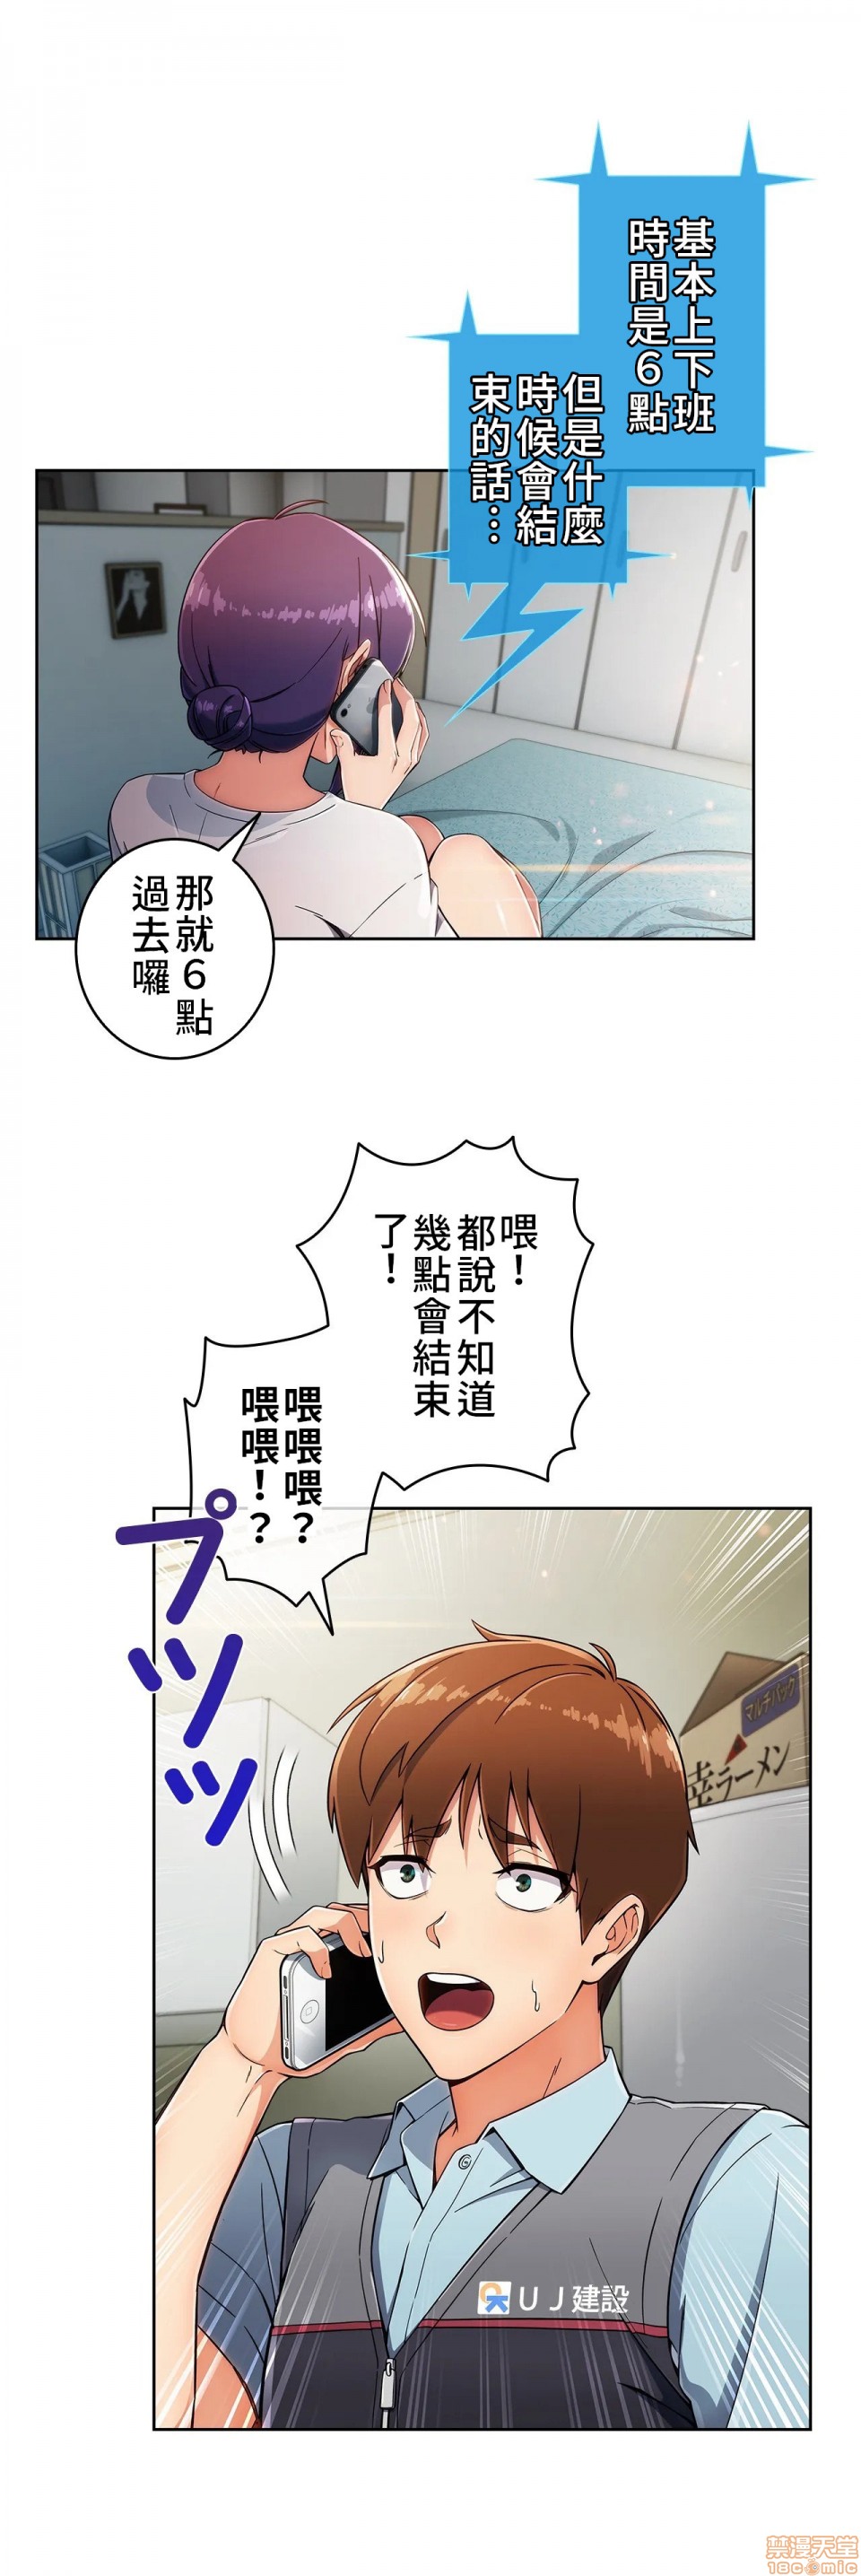 基本上下班
時間是6點
但是什麼
時候會結
束的話…
那就6點
過去囉
喂！
都說不知道
幾點會結束
了！
喂喂喂？
喂喂！？
プツッ
ツッ
マルチパック
幸ラーメン
UJ建設
禁漫天堂
18comic